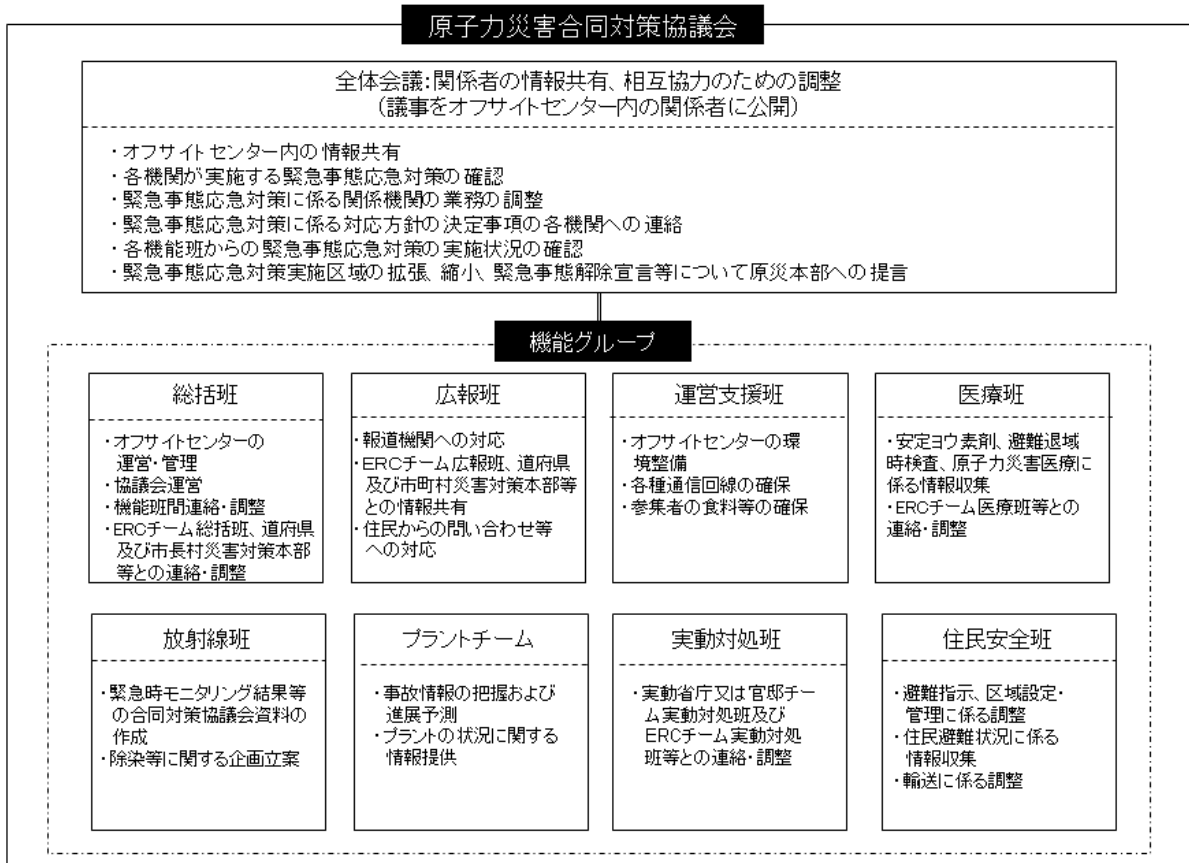 原子力災害合同対策協議会
全体会議:関係者の情報共有、相互協力のための調整
(議事をオフサイトセンター内の関係者に公開)
・オフサイトセンター内の情報共有
・各機関が実施する緊急事態応急対策の確認
・緊急事態応急対策に係る関係機関の業務の調整
・緊急事態応急対策に係る対応方針の決定事項の各機関への連絡
・各機能班からの緊急事態応急対策の実施状況の確認
・緊急事態応急対策実施区域の拡張、縮小、緊急事態解除宣言等について原災本部への提言
機能グループ
総括班
・オフサイトセンターの
運営・管理
・協議会運営
・機能班間連絡・調整
・ERCチーム総括班、道府県
及び市長村災害対策本部
等との連絡・調整
広報班
・報道機関への対応
・ERCチーム広報班、道府県
及び市町村災害対策本部等
との情報共有
・住民からの問い合わせ等
への対応
運営支援班
・オフサイトセンターの環
境整備
・各種通信回線の確保
・参集者の食料等の確保
医療班
・安定ヨウ素剤、避難退域
時検査、原子力災害医療に
係る情報収集
・ERCチーム医療班等との
連絡・調整
放射線班
・緊急時モニタリング結果等
の合同対策協議会資料の
作成
・除染等に関する企画立案
プラントチーム
・事故情報の把握および
進展予測
・プラントの状況に関する
情報提供
実動対処班
・実動省庁又は官邸チー
ム実動対処班及び
ERCチーム実動対処
班等との連絡・調整
住民安全班
・避難指示、区域設定・
管理に係る調整
・住民避難状況に係る
情報収集
・輸送に係る調整